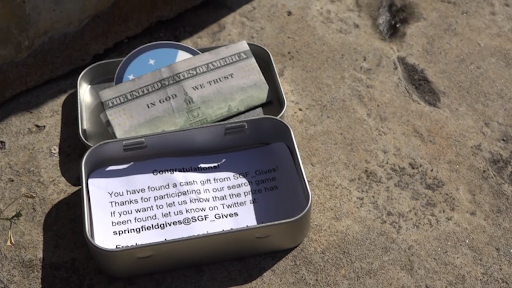 THE UNITED STATES OF AMERICA
IN GOD WE TRUST
Congratulations!
You have found a cash gift from SGF_Gives!
Thanks for participating in our search game.
If you want to let us know that the prize has
been found, let us know on Twitter at:
springfieldgives@SGF_Gives